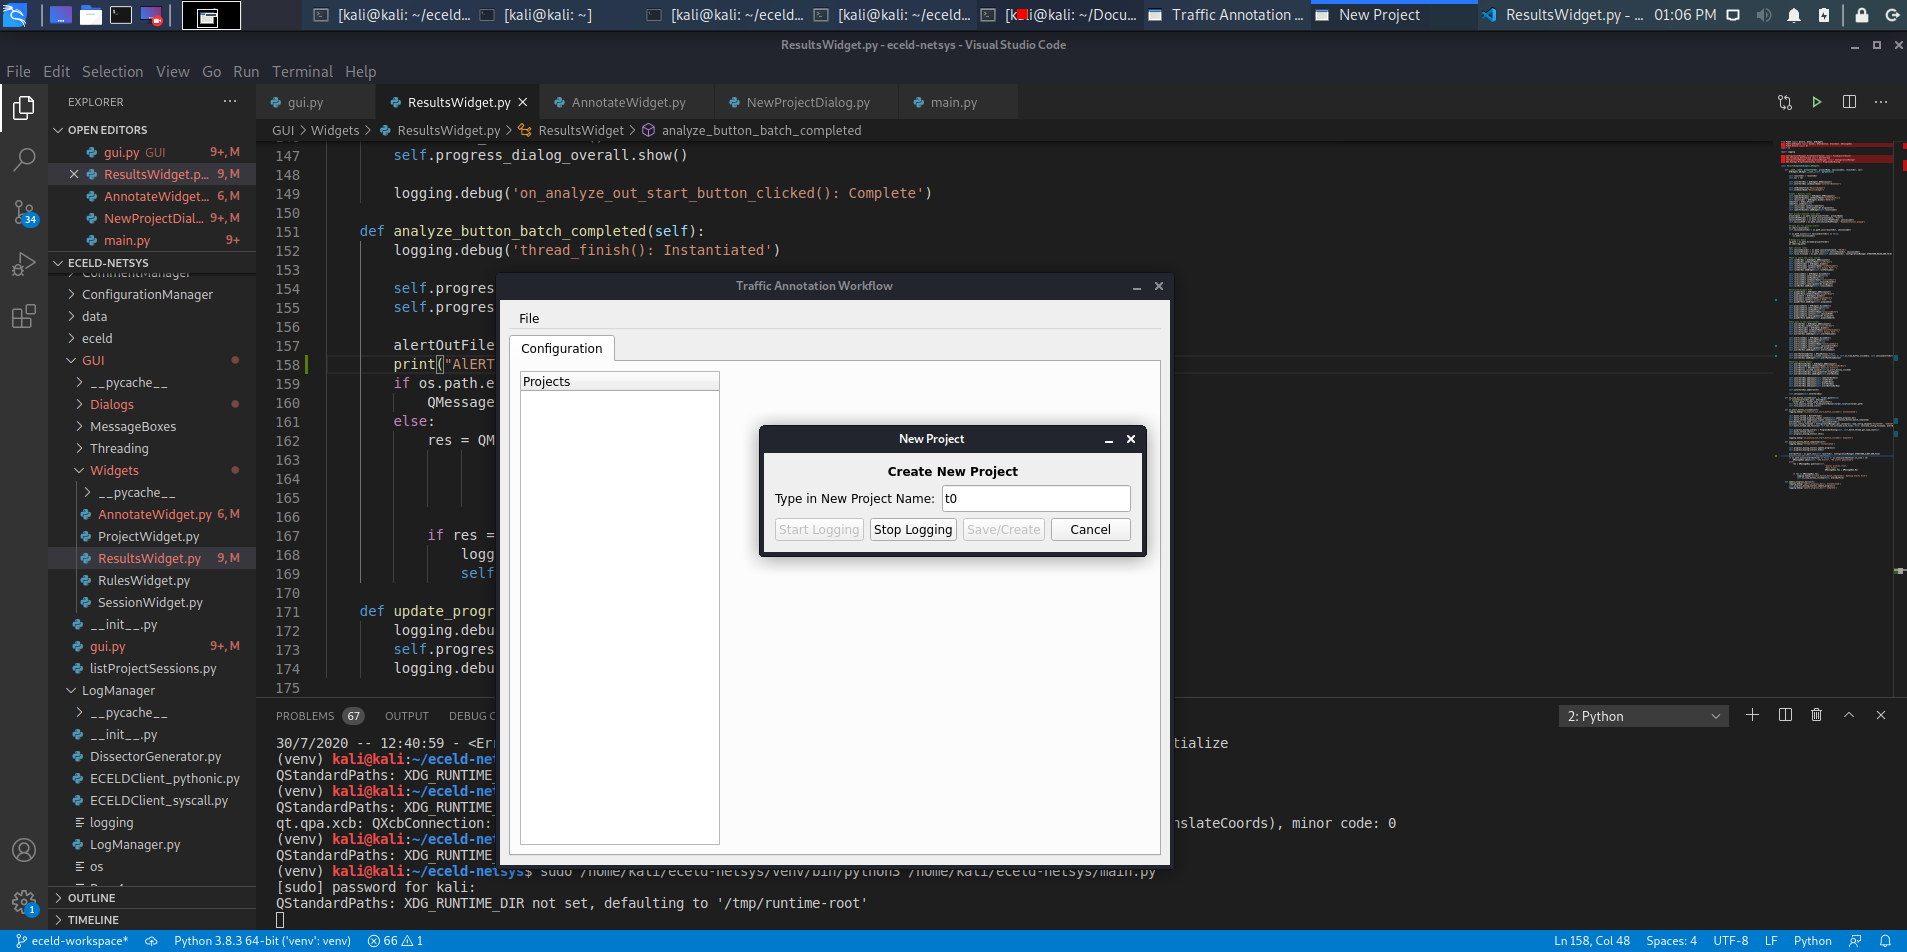 [kali@kali: ~/eceld...
[kali@kali: ~]
[kali@kali: ~/eceld...
[kali@kali: ~/eceld...
Traffic Annotation ...
New Project
ResultsWidget.py - ...
01:06 PM
ResultsWidget.py - eceld-netsys - Visual Studio Code
File Edit Selection View Go Run Terminal Help
EXPLORER
gui.py
ResultsWidget.py
AnnotateWidget.py
NewProjectDialog.py
main.py
GUI > Widgets > ResultsWidget.py > ResultsWidget > analyze_button_batch_completed
OPEN EDITORS
gui.py GUI 9+, M
ResultsWidget.p... 9, M
AnnotateWidget... 6, M
NewProjectDial... 9+, M
main.py 9+
34
ECELD-NETSYS
CommentManager
ConfigurationManager
data
eceld
GUI
__pycache__
Dialogs
MessageBoxes
Threading
Widgets
__pycache__
AnnotateWidget.py 6, M
ProjectWidget.py
ResultsWidget.py 9, M
RulesWidget.py
SessionWidget.py
__init__.py
gui.py 9+, M
listProjectSessions.py
LogManager
__pycache__
__init__.py
DissectorGenerator.py
ECELDClient_pythonic.py
ECELDClient_syscall.py
logging
LogManager.py
os
OUTLINE
TIMELINE
1
147 self.progress_dialog_overall.show()
148
149 logging.debug('on_analyze_out_start_button_clicked(): Complete')
150
151 def analyze_button_batch_completed(self):
152 logging.debug('thread_finish(): Instantiated')
153
154 self.progres
155 self.progres
156
157 alertOutFile
158 print("AlERT
159 if os.path.e
160 QMessage
161 else:
162 res = QM
163
164
165
166
167 if res =
168 logg
169 self
170
171 def update_progr
172 logging.debu
173 self.progres
174 logging.debu
175
Traffic Annotation Workflow
File
Configuration
Projects
New Project
Create New Project
Type in New Project Name: t0
Start Logging Stop Logging Save/Create Cancel
PROBLEMS 67 OUTPUT DEBUG C
2: Python
30/7/2020 -- 12:40:59 - <Err tialize
(venv) kali@kali:~/eceld-net
QStandardPaths: XDG_RUNTIME_
(venv) kali@kali:~/eceld-net
QStandardPaths: XDG_RUNTIME_
qt.qpa.xcb: QXcbConnection: nslateCoords), minor code: 0
(venv) kali@kali:~/eceld-net
QStandardPaths: XDG_RUNTIME_
(venv) kali@kali:~/eceld-netsys$ sudo /home/kali/eceld-netsys/venv/bin/python3 /home/kali/eceld-netsys/main.py
[sudo] password for kali:
QStandardPaths: XDG_RUNTIME_DIR not set, defaulting to '/tmp/runtime-root'
eceld-workspace* Python 3.8.3 64-bit ('venv': venv) 66 1
Ln 158, Col 48 Spaces: 4 UTF-8 LF Python